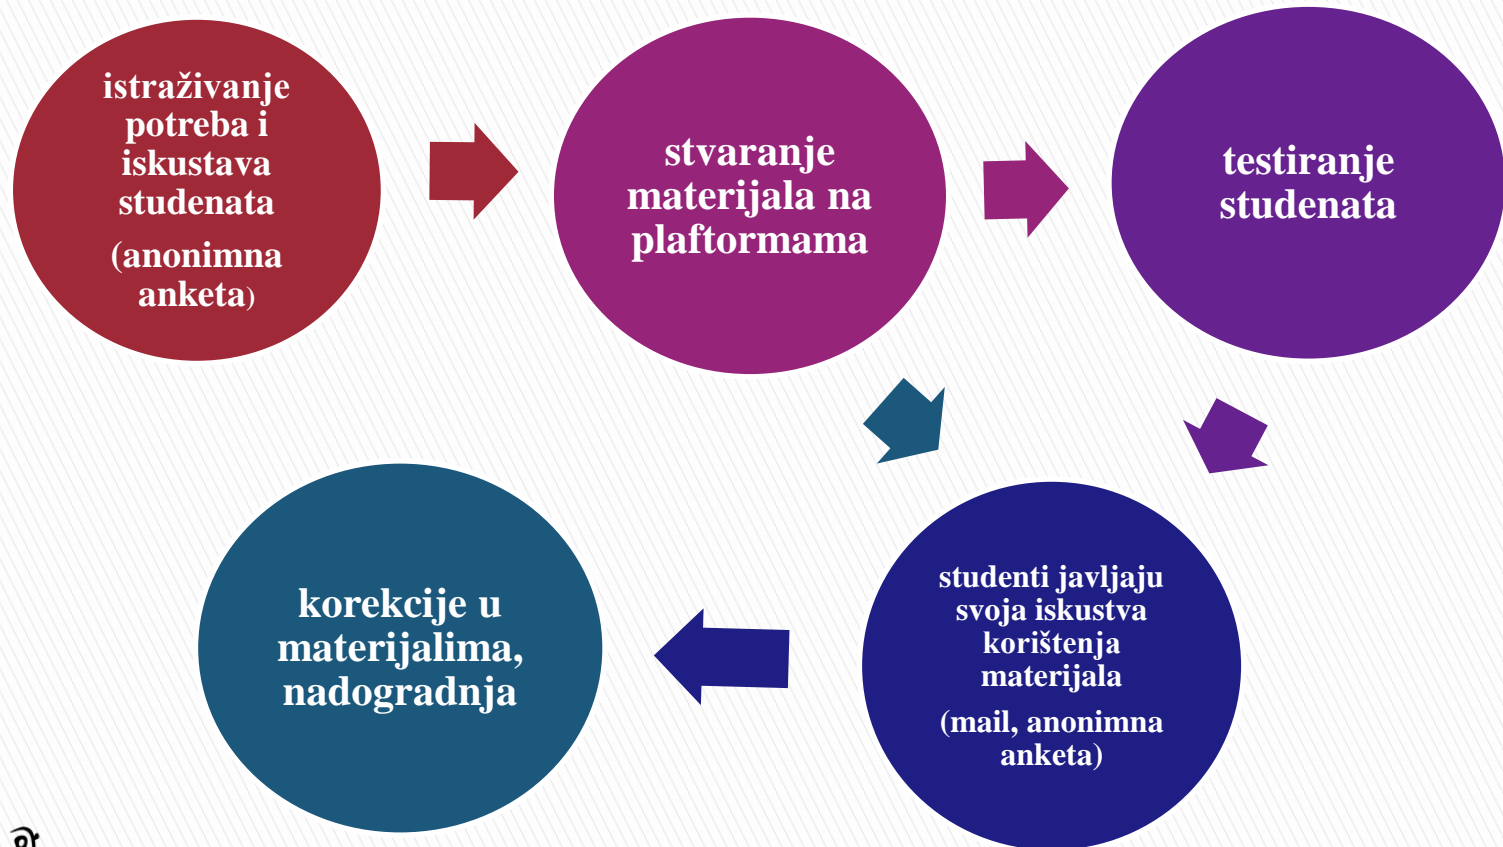 istraživanje
potreba i
iskustava
studenata
(anonimna
anketa)
stvaranje
materijala na
plaftormama
testiranje
studenata
studenti javljaju
svoja iskustva
korištenja
materijala
(mail, anonimna
anketa)
korekcije u
materijalima,
nadogradnja